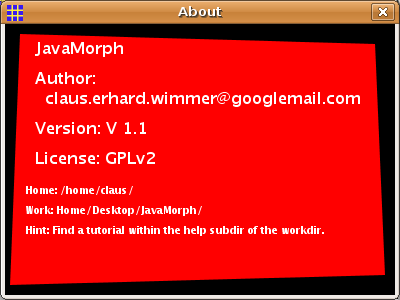 About
JavaMorph
Author:
claus.erhard.wimmer@googlemail.com
Version: V 1.1
License: GPLv2
Home: /home/claus/
Work: Home/Desktop/JavaMorph/
Hint: Find a tutorial within the help subdir of the workdir.